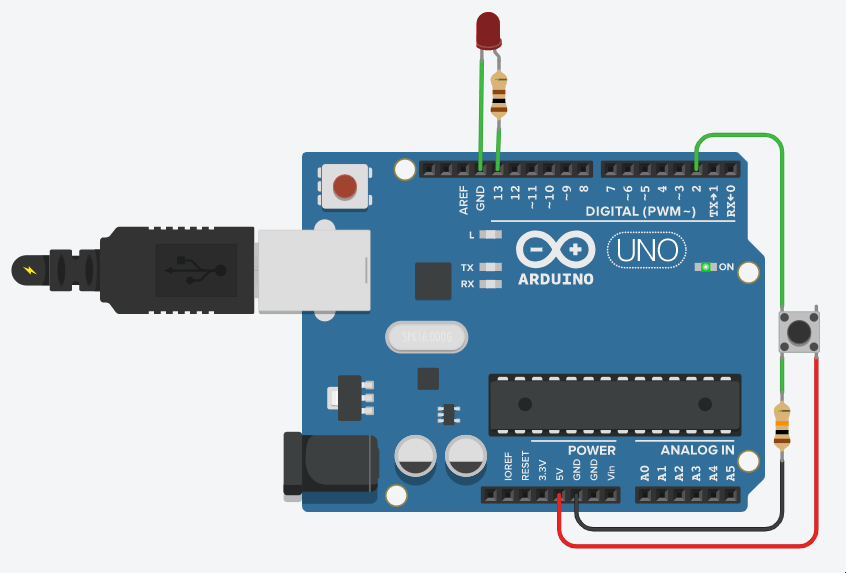 AREF
GND
13
12
~11
~10
~9
8
7
~6
~5
4
~3
2
TX→1
RX←0
DIGITAL (PWM ~)
L
TX
RX
ARDUINO
UNO
ON
SPK16.000G
POWER
ANALOG IN
IOREF
RESET
3.3V
5V
GND
GND
Vin
A0
A1
A2
A3
A4
A5